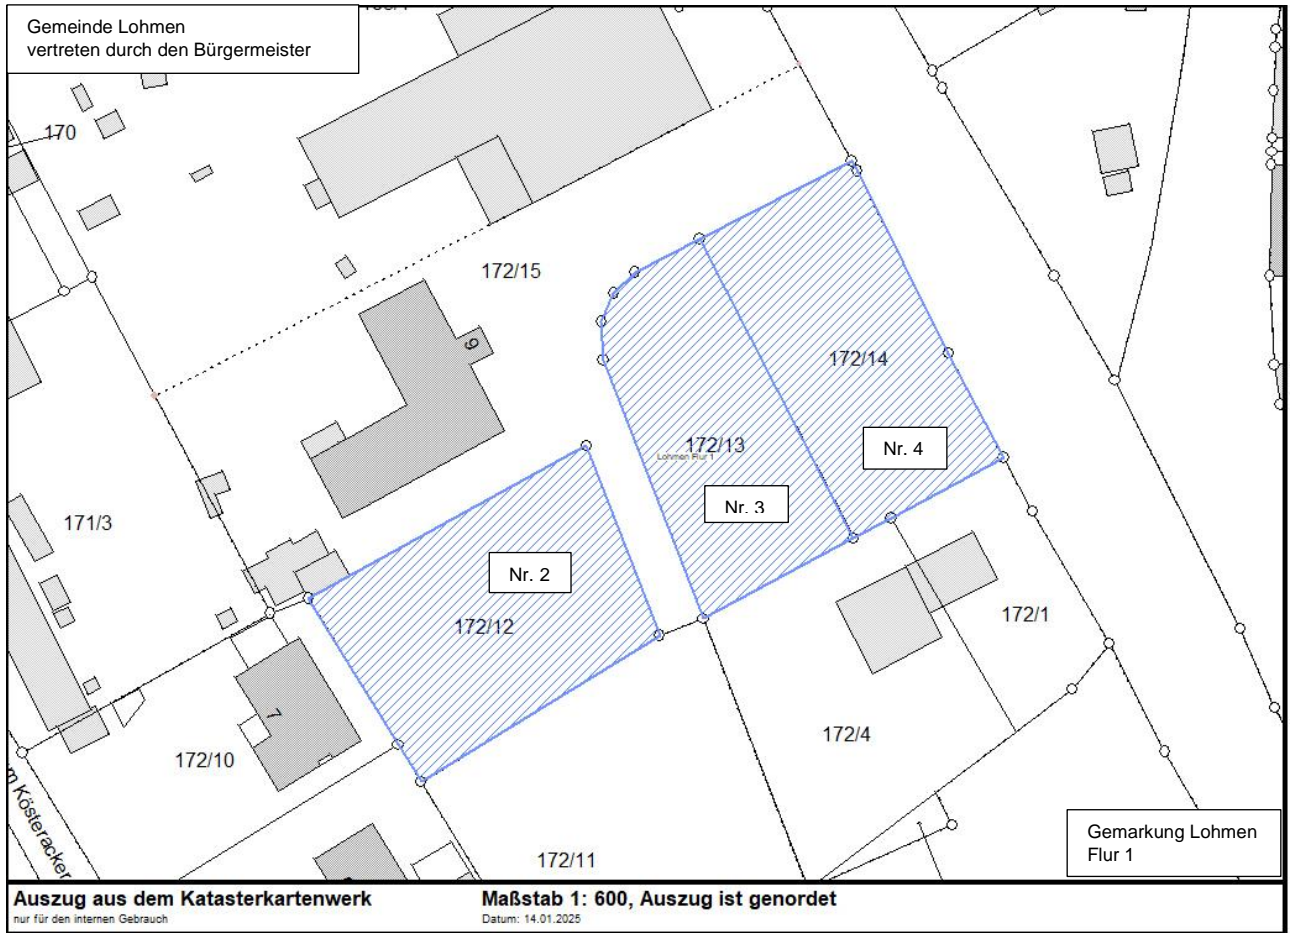 Gemeinde Lohmen
vertreten durch den Bürgermeister
170
172/15
9
172/14
172/13
Lohmen Flur 1
Nr. 4
Nr. 3
171/3
Nr. 2
172/12
172/1
7
172/10
172/4
m Kösteracker
172/11
Gemarkung Lohmen
Flur 1
Auszug aus dem Katasterkartenwerk
nur für den internen Gebrauch
Maßstab 1: 600, Auszug ist genordet
Datum: 14.01.2025